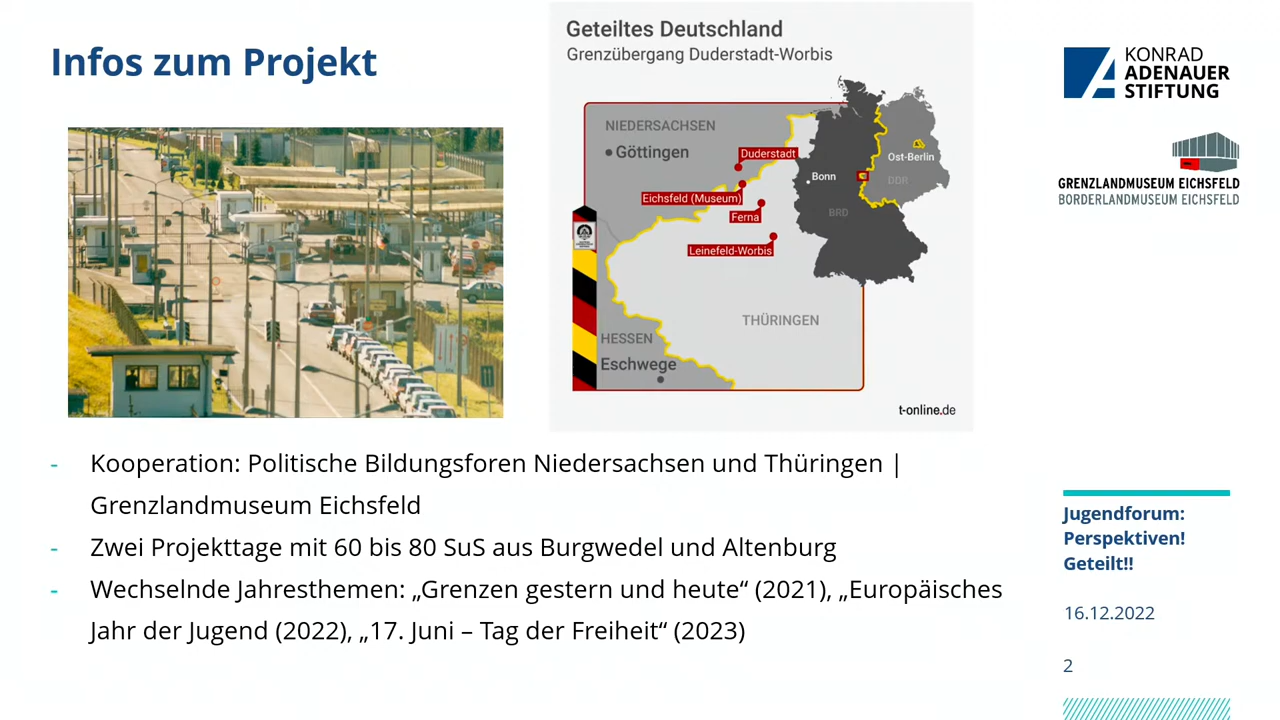 Infos zum Projekt
Geteiltes Deutschland
Grenzübergang Duderstadt-Worbis
NIEDERSACHSEN
Göttingen
Duderstadt
Eichsfeld (Museum)
Ferna
Leinefeld-Worbis
Bonn
Ost-Berlin
DDR
BRD
THÜRINGEN
HESSEN
Eschwege
t-online.de
KONRAD
ADENAUER
STIFTUNG
GRENZLANDMUSEUM EICHSFELD
BORDERLANDMUSEUM EICHSFELD
- Kooperation: Politische Bildungsforen Niedersachsen und Thüringen |
Grenzlandmuseum Eichsfeld
- Zwei Projekttage mit 60 bis 80 SuS aus Burgwedel und Altenburg
- Wechselnde Jahresthemen: „Grenzen gestern und heute“ (2021), „Europäisches
Jahr der Jugend (2022), „17. Juni – Tag der Freiheit“ (2023)
Jugendforum:
Perspektiven!
Geteilt!!
16.12.2022
2